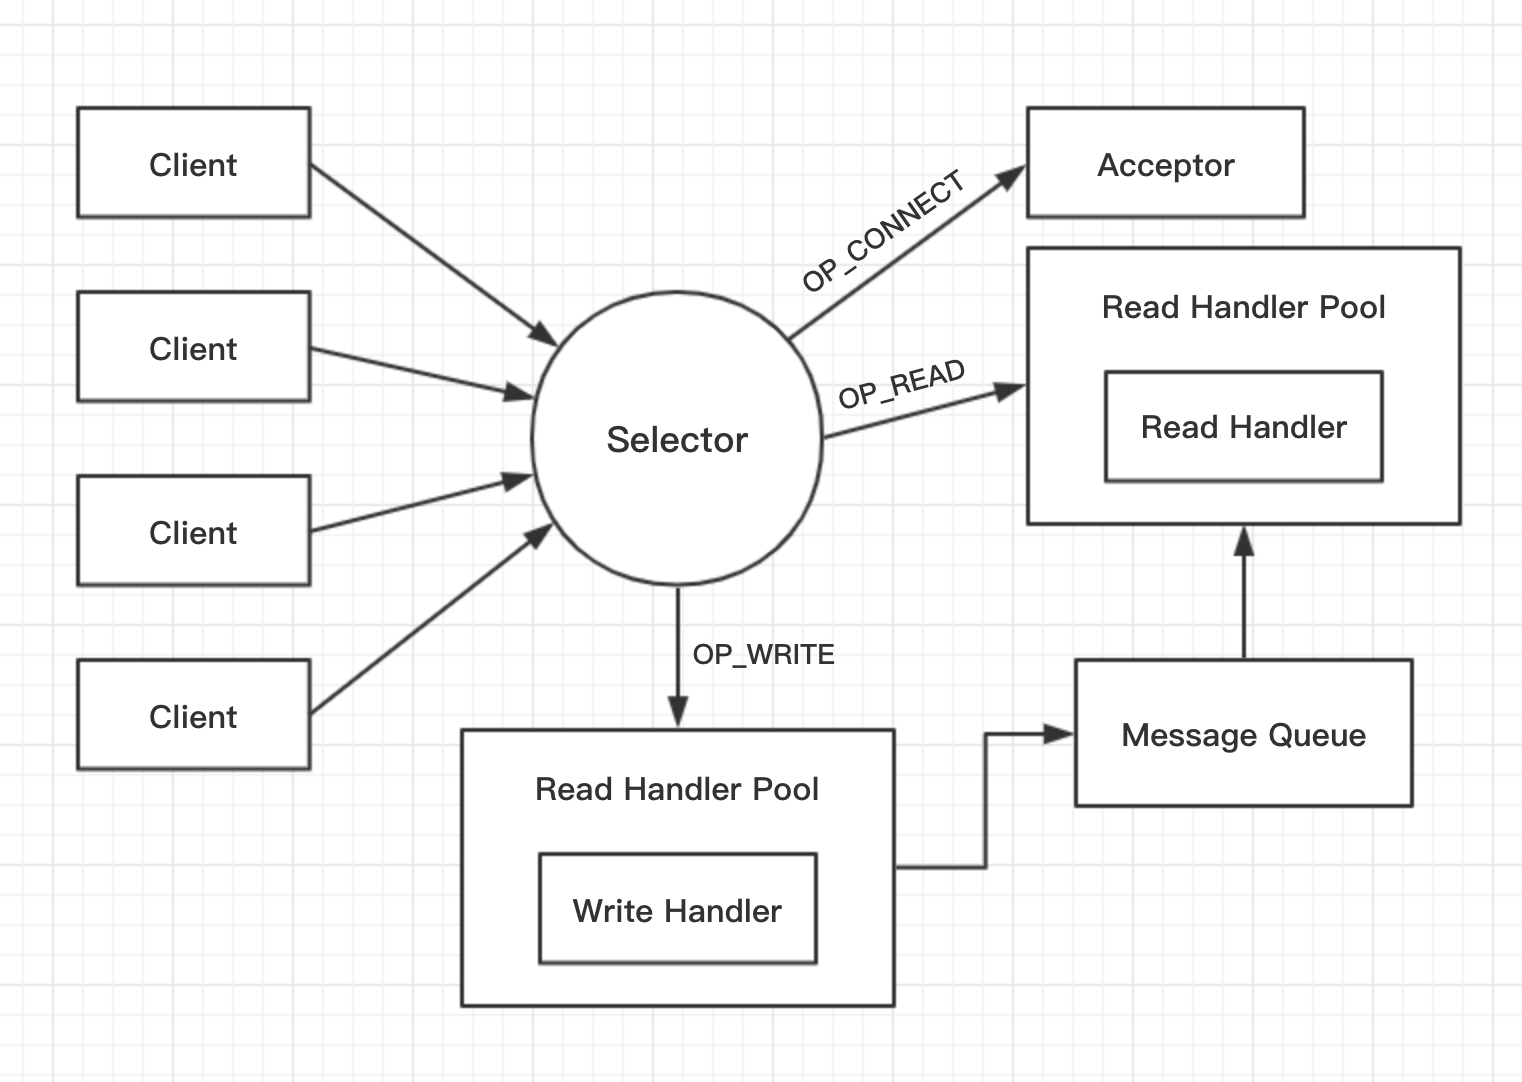 Client
Client
Client
Client
Selector
OP_CONNECT
OP_READ
OP_WRITE
Acceptor
Read Handler Pool
Read Handler
Message Queue
Read Handler Pool
Write Handler